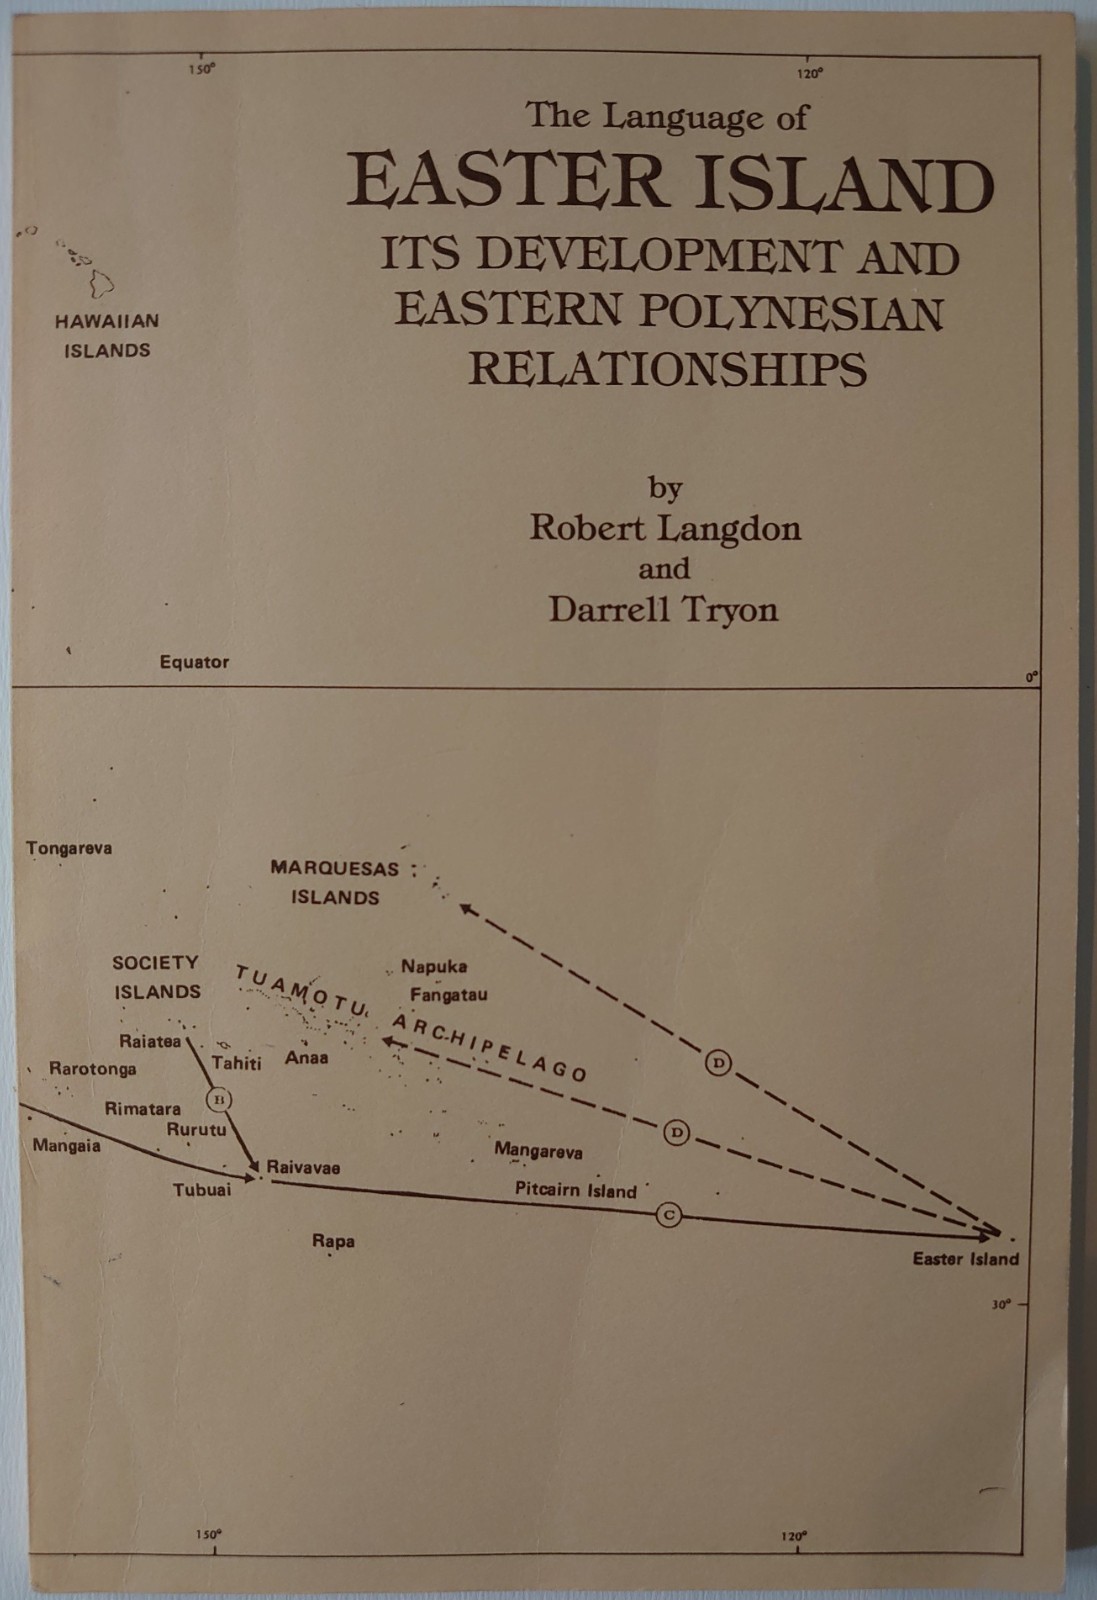 150°
120°
The Language of
EASTER ISLAND
ITS DEVELOPMENT AND
EASTERN POLYNESIAN
RELATIONSHIPS
HAWAIIAN
ISLANDS
by
Robert Langdon
and
Darrell Tryon
Equator
0°
Tongareva
MARQUESAS
ISLANDS
SOCIETY
ISLANDS
TUAMOTU ARCHIPELAGO
Napuka
Fangatau
Raiatea
Tahiti
Anaa
Rarotonga
D
B
Rimatara
Rurutu
D
Mangaia
Mangareva
Raivavae
Tubuai
Pitcairn Island
C
Rapa
Easter Island
30°
150°
120°